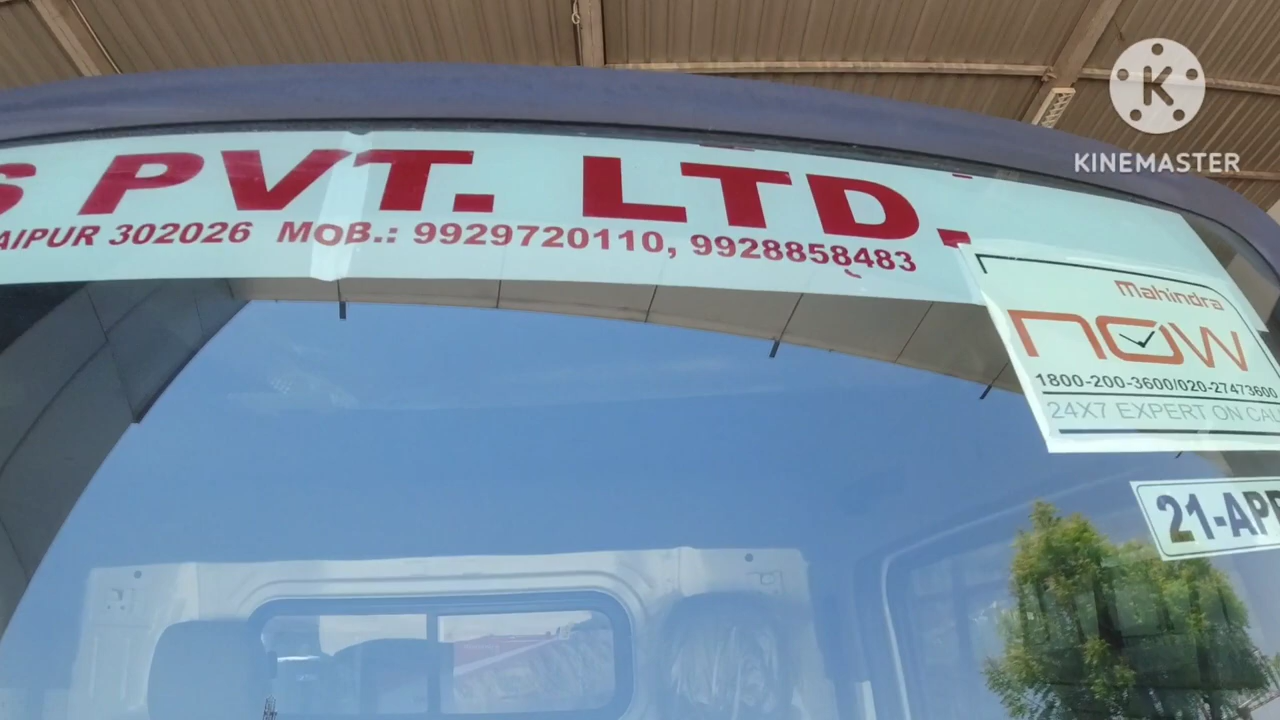 S PVT. LTD.
AIPUR 302026 MOB.: 9929720110, 9928858483
Mahindra
NOW
1800-200-3600/020-27473600
24X7 EXPERT ON CAL
21-AP
K
KINEMASTER